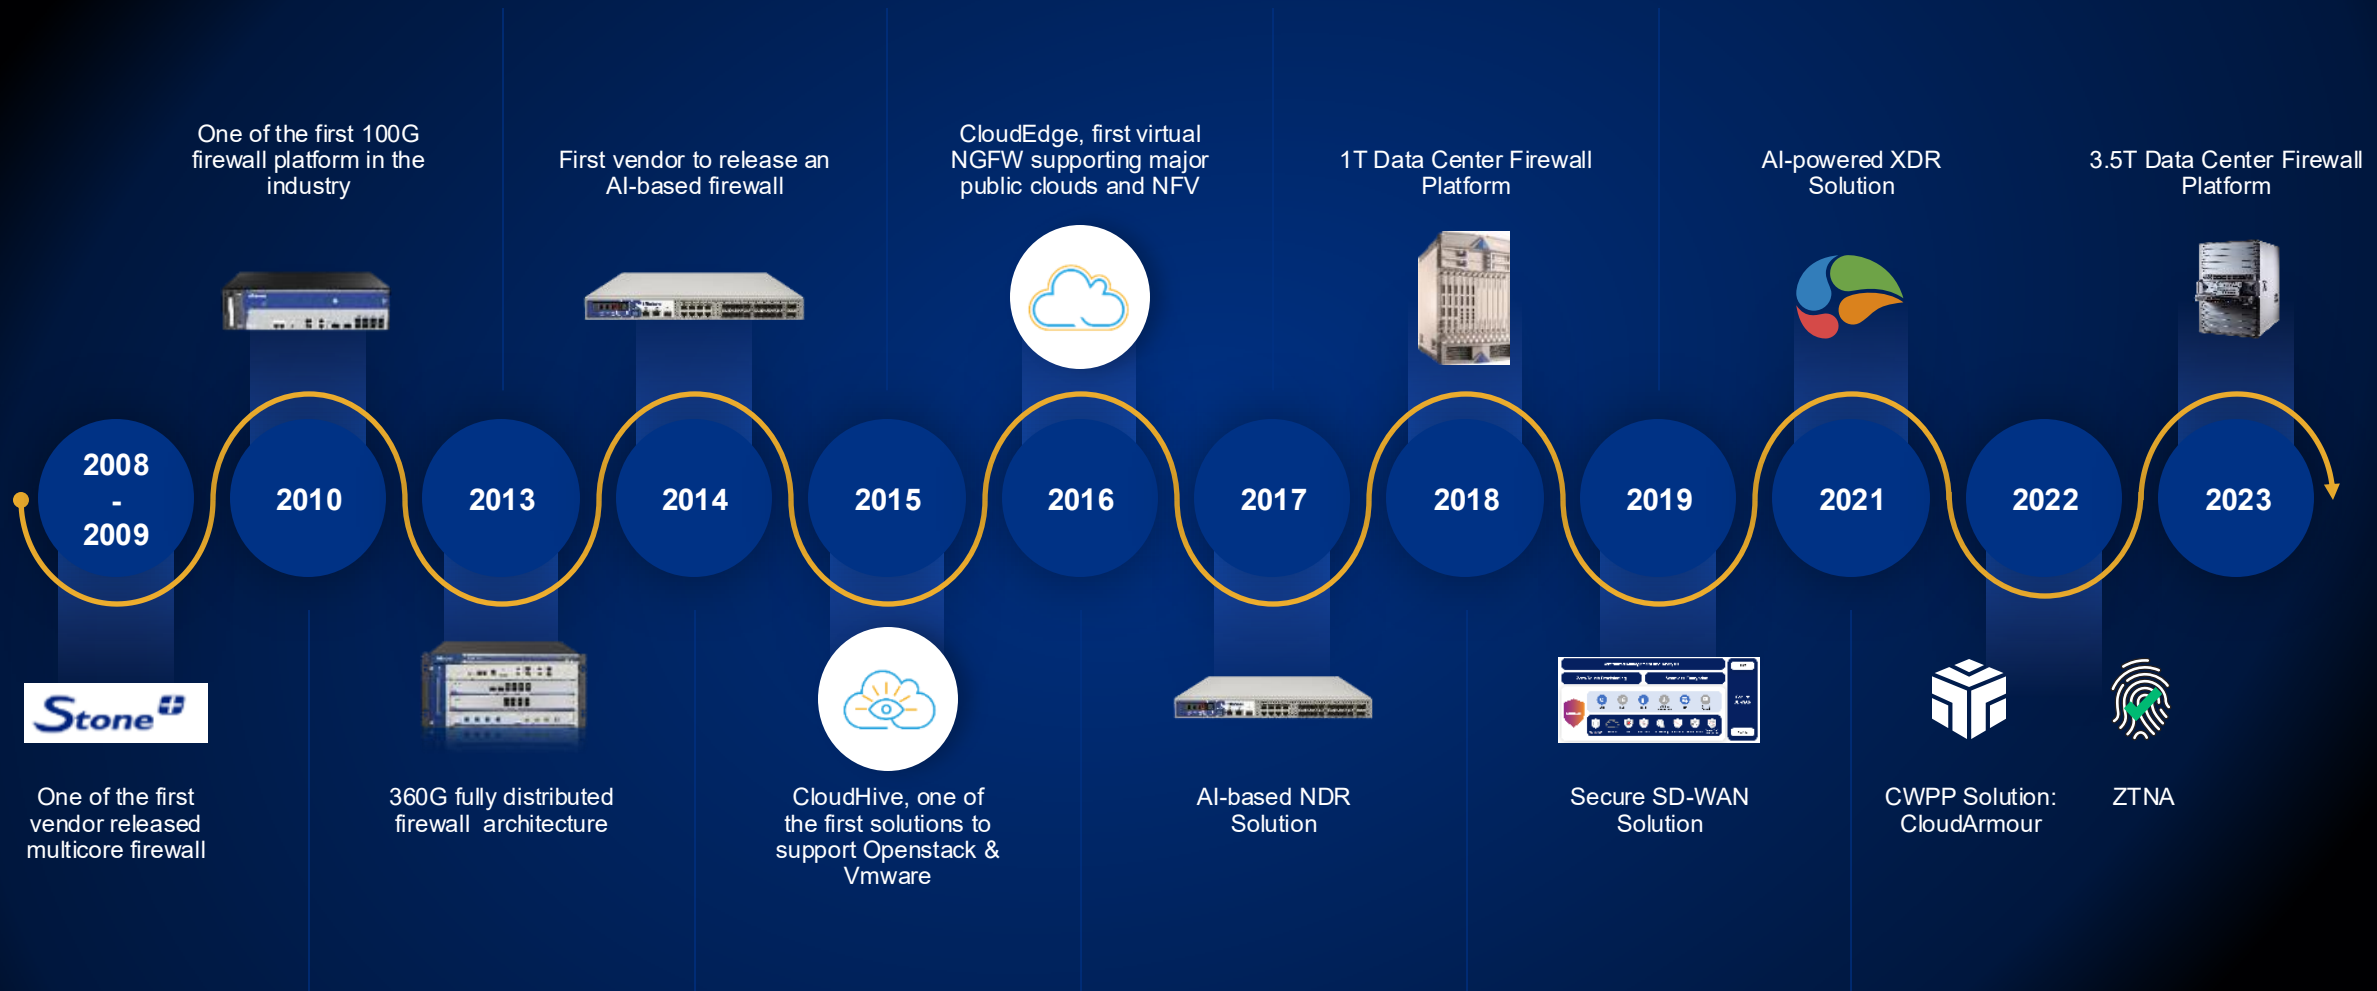 One of the first 100G
firewall platform in the
industry
First vendor to release an
AI-based firewall
CloudEdge, first virtual
NGFW supporting major
public clouds and NFV
1T Data Center Firewall
Platform
AI-powered XDR
Solution
3.5T Data Center Firewall
Platform
2008
-
2009
2010
2013
2014
2015
2016
2017
2018
2019
2021
2022
2023
Stone
One of the first
vendor released
multicore firewall
360G fully distributed
firewall architecture
CloudHive, one of
the first solutions to
support Openstack &
Vmware
AI-based NDR
Solution
Secure SD-WAN
Solution
CWPP Solution:
CloudArmour
ZTNA